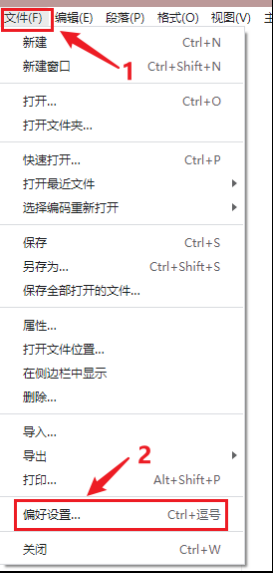 文件(F) 编辑(E) 段落(P) 格式(O) 视图(V)
1
新建 Ctrl+N
新建窗口 Ctrl+Shift+N
打开... Ctrl+O
打开文件夹...
快速打开... Ctrl+P
打开最近文件
选择编码重新打开
保存 Ctrl+S
另存为... Ctrl+Shift+S
保存全部打开的文件...
属性...
打开文件位置...
在侧边栏中显示
删除...
导入...
2
导出
打印... Alt+Shift+P
偏好设置... Ctrl+逗号
关闭 Ctrl+W